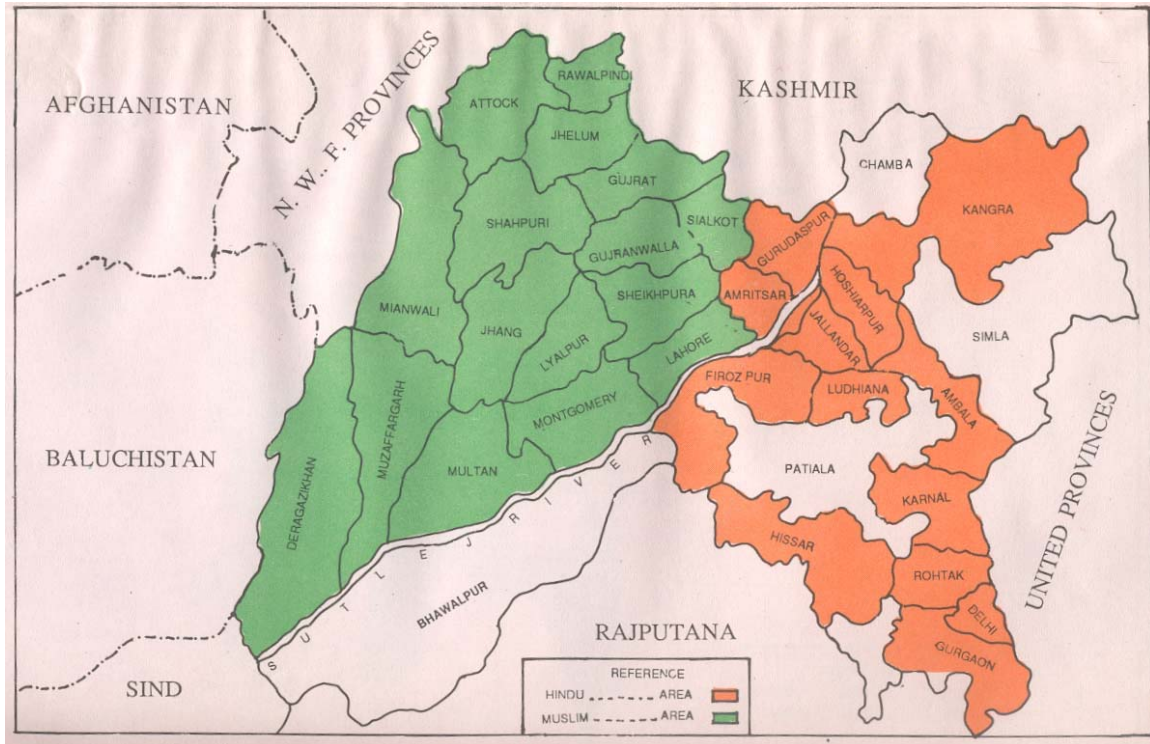 AFGHANISTAN
N. W. F. PROVINCES
KASHMIR
RAWALPINDI
ATTOCK
JHELUM
CHAMBA
GUJRAT
KANGRA
SHAHPURI
SIALKOT
GURUDASPUR
GUJRANWALLA
HOSHIARPUR
SHEIKHPURA
AMRITSAR
MIANWALI
JHANG
LYALPUR
LAHORE
JALLANDAR
SIMLA
FIROZ PUR
LUDHIANA
AMBALA
MUZAFFARGARH
MONTGOMERY
BALUCHISTAN
MULTAN
PATIALA
UNITED PROVINCES
DERAGAZIKHAN
KARNAL
HISSAR
SUTLEJ RIVER
BHAWALPUR
ROHTAK
DELHI
RAJPUTANA
GURGAON
SIND
REFERENCE
HINDU AREA
MUSLIM AREA